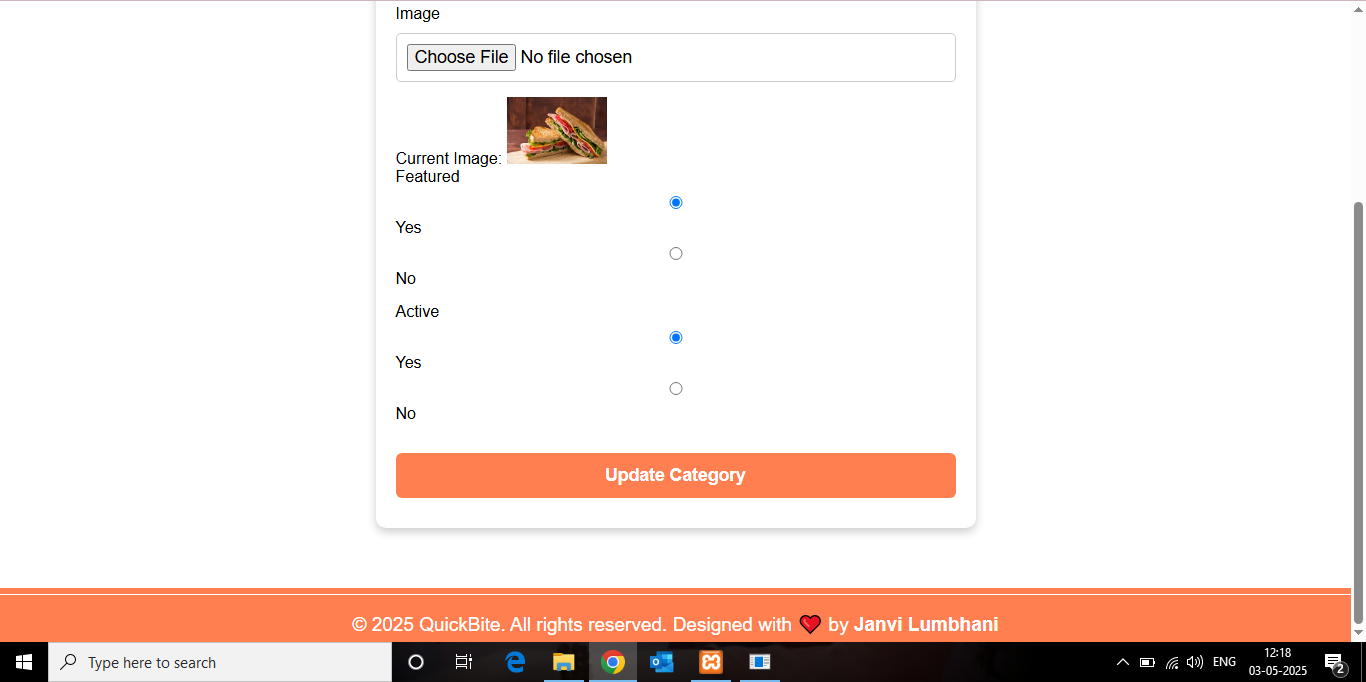 Image
Choose File No file chosen
Current Image:
Featured
Yes
No
Active
Yes
No
Update Category
© 2025 QuickBite. All rights reserved. Designed with ❤️ by Janvi Lumbhani
Type here to search
ENG
12:18
03-05-2025
2